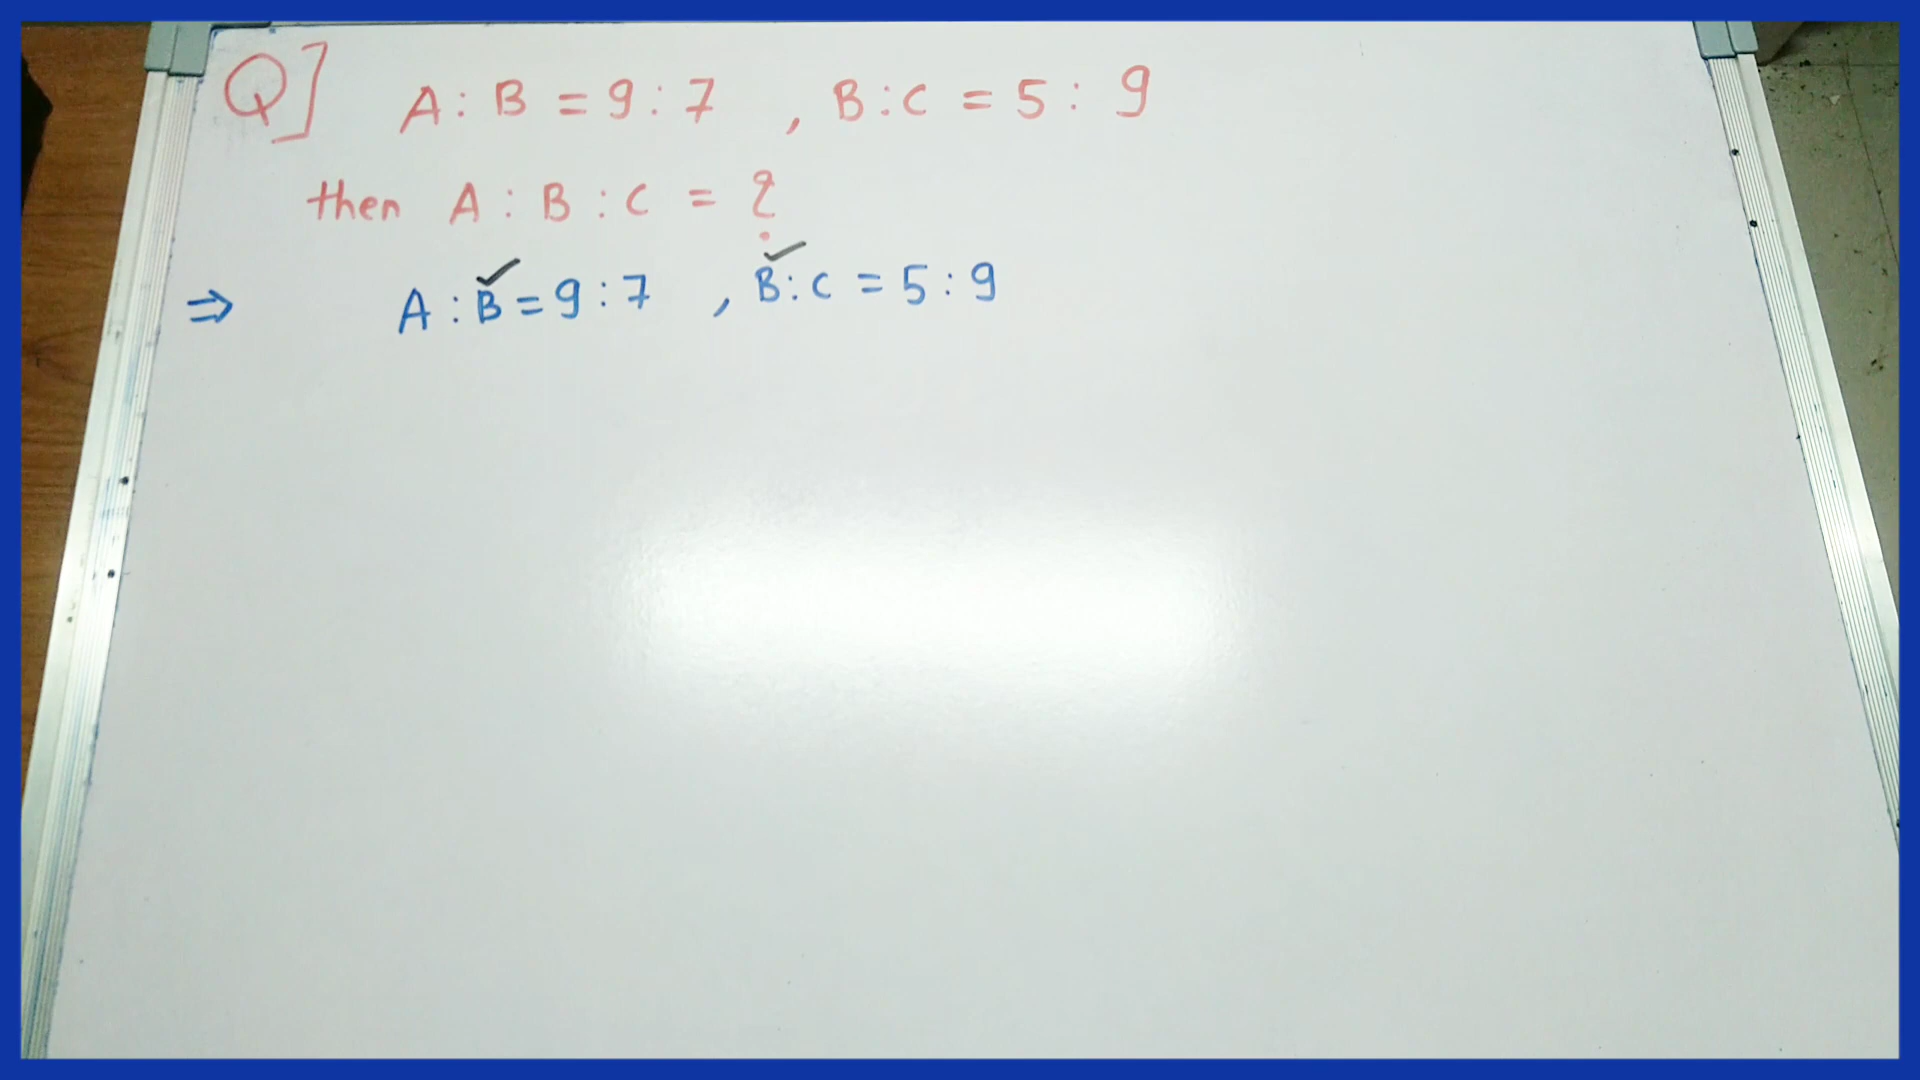 Q] A : B = 9 : 7 , B : C = 5 : 9
then A : B : C = ?
⇒ A : B = 9 : 7 , B : C = 5 : 9